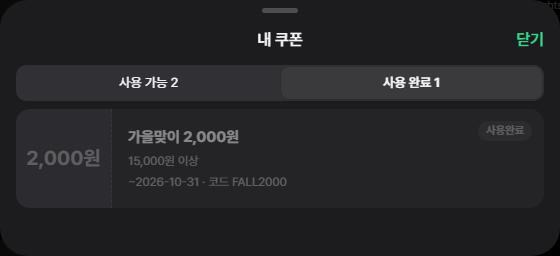 내 쿠폰
닫기
사용 가능 2
사용 완료 1
2,000원
가을맞이 2,000원
사용완료
15,000원 이상
~2026-10-31 · 코드 FALL2000